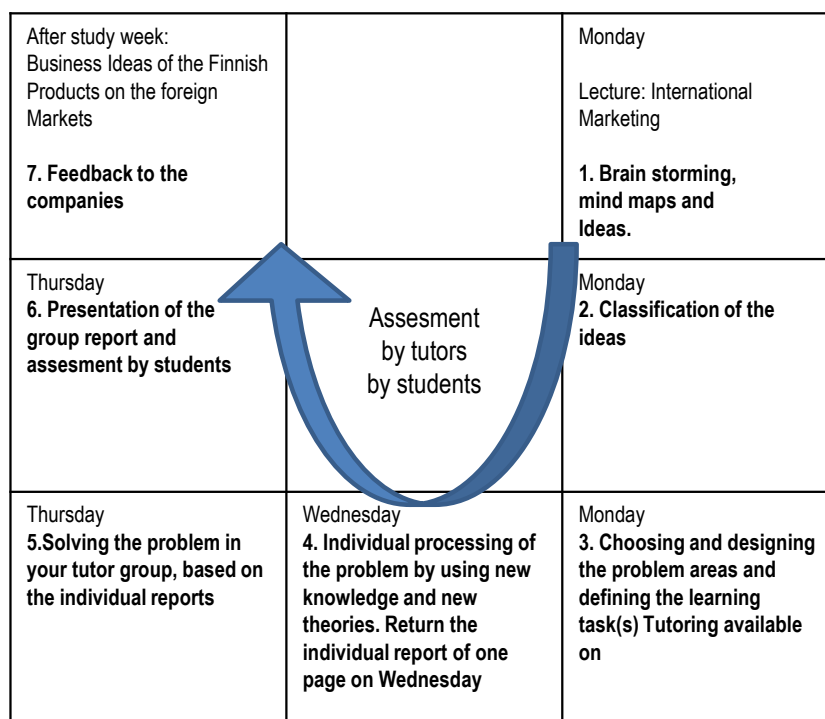 After study week:
Business Ideas of the Finnish
Products on the foreign
Markets
7. Feedback to the
companies
Monday
Lecture: International
Marketing
1. Brain storming,
mind maps and
Ideas.
Thursday
6. Presentation of the
group report and
assesment by students
Assesment
by tutors
by students
Monday
2. Classification of the
ideas
Thursday
5.Solving the problem in
your tutor group, based on
the individual reports
Wednesday
4. Individual processing of
the problem by using new
knowledge and new
theories. Return the
individual report of one
page on Wednesday
Monday
3. Choosing and designing
the problem areas and
defining the learning
task(s) Tutoring available
on